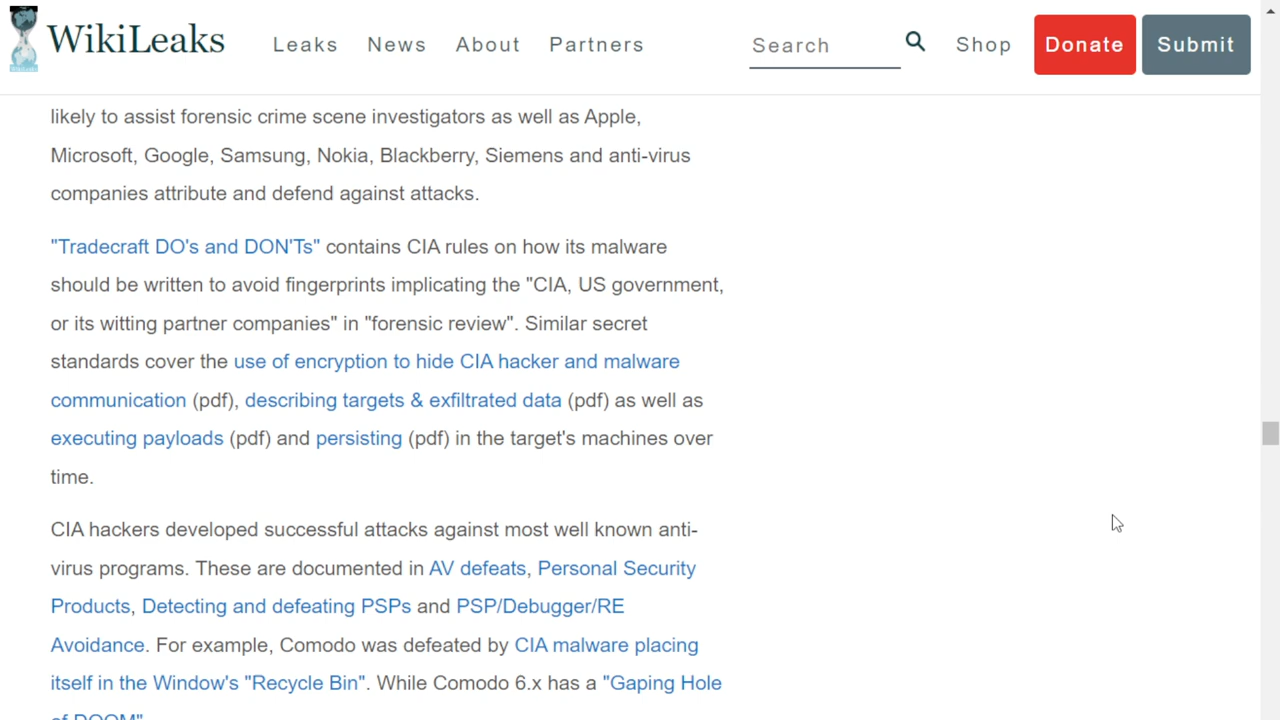 WikiLeaks Leaks News About Partners Search Shop Donate Submit
likely to assist forensic crime scene investigators as well as Apple,
Microsoft, Google, Samsung, Nokia, Blackberry, Siemens and anti-virus
companies attribute and defend against attacks.
"Tradecraft DO's and DON'Ts" contains CIA rules on how its malware
should be written to avoid fingerprints implicating the "CIA, US government,
or its witting partner companies" in "forensic review". Similar secret
standards cover the use of encryption to hide CIA hacker and malware
communication (pdf), describing targets & exfiltrated data (pdf) as well as
executing payloads (pdf) and persisting (pdf) in the target's machines over
time.
CIA hackers developed successful attacks against most well known anti-
virus programs. These are documented in AV defeats, Personal Security
Products, Detecting and defeating PSPs and PSP/Debugger/RE
Avoidance. For example, Comodo was defeated by CIA malware placing
itself in the Window's "Recycle Bin". While Comodo 6.x has a "Gaping Hole
of DOOM"